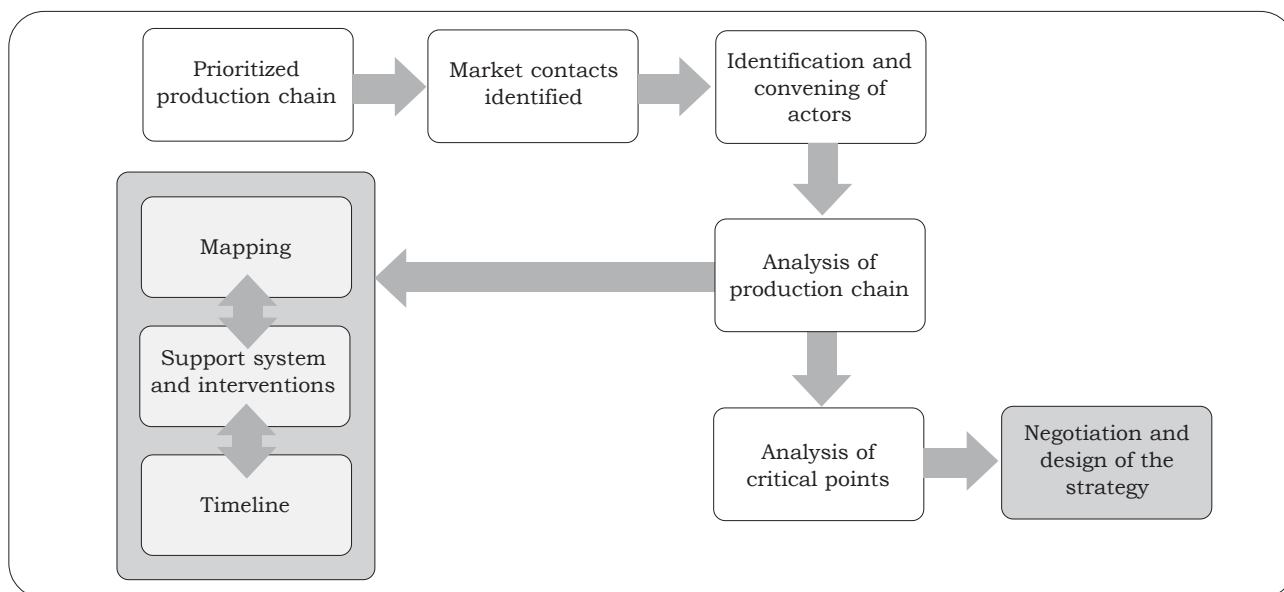 Prioritized
production chain
Market contacts
identified
Identification and
convening of
actors
Mapping
Support system
and interventions
Timeline
Analysis of
production chain
Analysis of
critical points
Negotiation and
design of the
strategy